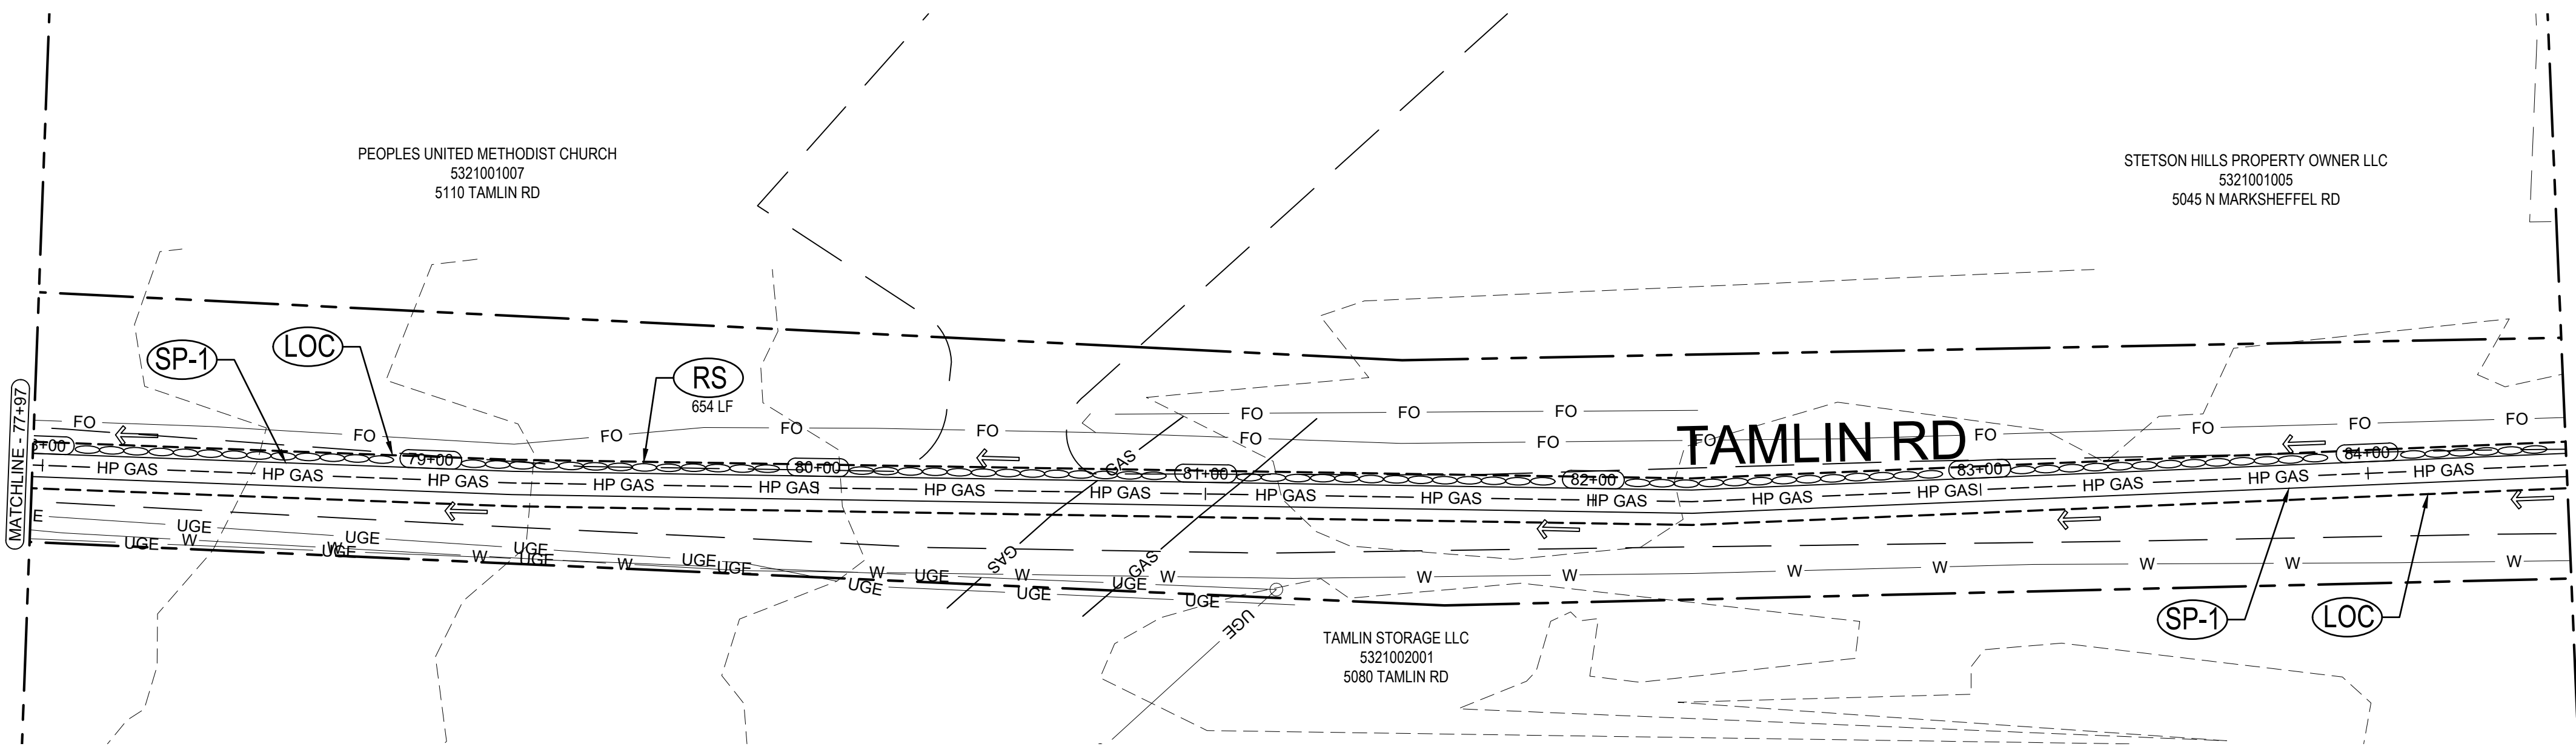 PEOPLES UNITED METHODIST CHURCH
5321001007
5110 TAMLIN RD
STETSON HILLS PROPERTY OWNER LLC
5321001005
5045 N MARKSHEFFEL RD
SP-1
LOC
RS
654 LF
MATCHLINE - 77+97
FO FO FO FO FO FO FO FO FO FO FO
FO FO FO
TAMLIN RD
79+00 80+00 81+00 82+00 83+00 84+00
HP GAS HP GAS HP GAS HP GAS HP GAS HP GAS HP GAS HP GAS HP GAS HP GAS HP GAS HP GAS HP GAS HP GAS HP GAS
GAS
GAS
GAS
UGE UGE UGE UGE UGE UGE
UGE UGE UGE UGE UGE UGE UGE
W W W W W W W W W W W W W
UGE
SP-1
LOC
TAMLIN STORAGE LLC
5321002001
5080 TAMLIN RD